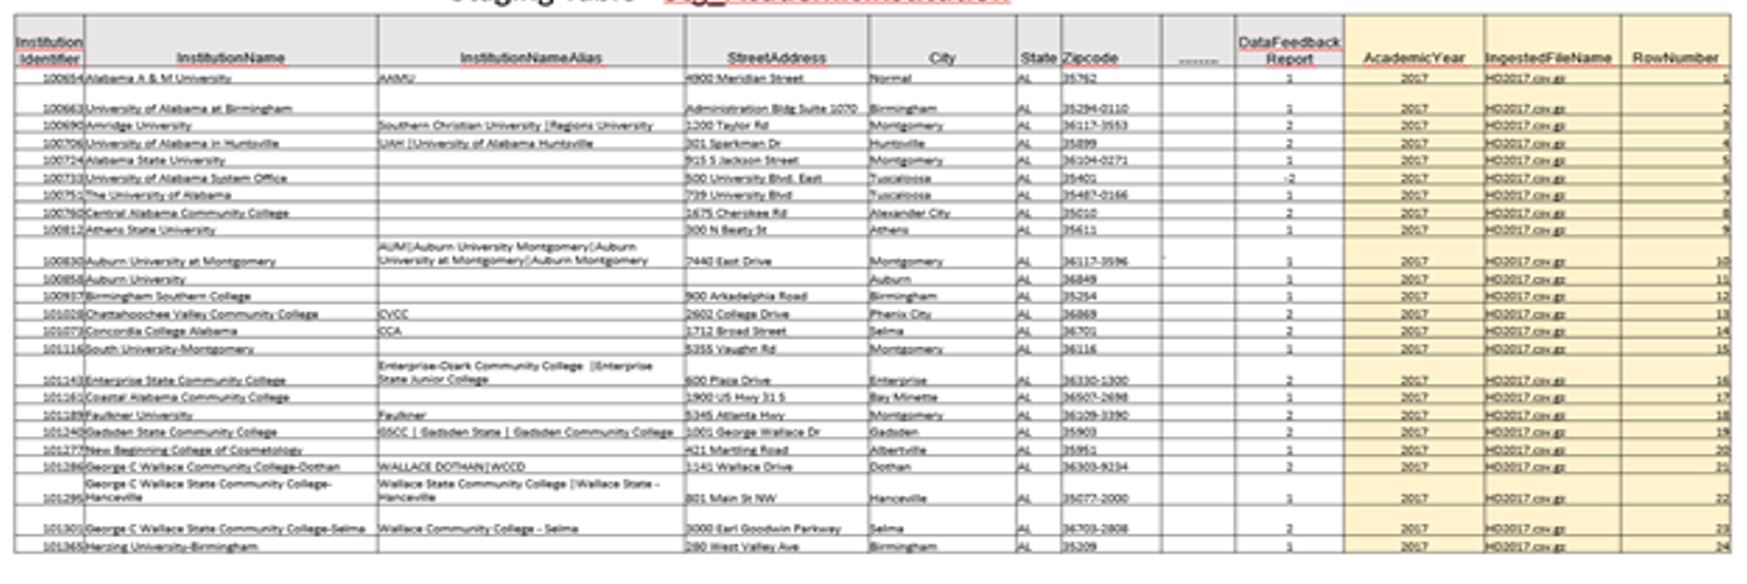 Staging Table - Stg_AcademicInstitution
Institution Identifier InstitutionName InstitutionNameAlias StreetAddress City State Zipcode ........ DataFeedback Report AcademicYear IngestedFileName RowNumber
100654 Alabama A & M University AAMU 4900 Meridian Street Normal AL 35762 1 2017 HD2017.csv.gz 1
100663 University of Alabama at Birmingham Administration Bldg Suite 1070 Birmingham AL 35294-0110 1 2017 HD2017.csv.gz 2
100690 Amridge University Southern Christian University |Regions University 1200 Taylor Rd Montgomery AL 36117-3553 2 2017 HD2017.csv.gz 3
100706 University of Alabama in Huntsville UAH |University of Alabama Huntsville 301 Sparkman Dr Huntsville AL 35899 2 2017 HD2017.csv.gz 4
100724 Alabama State University 915 S Jackson Street Montgomery AL 36104-0271 1 2017 HD2017.csv.gz 5
100733 University of Alabama System Office 500 University Blvd. East Tuscaloosa AL 35401 -2 2017 HD2017.csv.gz 6
100751 The University of Alabama 739 University Blvd Tuscaloosa AL 35487-0166 1 2017 HD2017.csv.gz 7
100760 Central Alabama Community College 1675 Cherokee Rd Alexander City AL 35010 2 2017 HD2017.csv.gz 8
100812 Athens State University 300 N Beaty St Athens AL 35611 1 2017 HD2017.csv.gz 9
100830 Auburn University at Montgomery AUM|Auburn University Montgomery|Auburn University at Montgomery|Auburn Montgomery 7440 East Drive Montgomery AL 36117-3596 1 2017 HD2017.csv.gz 10
100858 Auburn University Auburn AL 36849 1 2017 HD2017.csv.gz 11
100937 Birmingham Southern College 900 Arkadelphia Road Birmingham AL 35254 1 2017 HD2017.csv.gz 12
101028 Chattahoochee Valley Community College CVCC 2602 College Drive Phenix City AL 36869 2 2017 HD2017.csv.gz 13
101073 Concordia College Alabama CCA 1712 Broad Street Selma AL 36701 2 2017 HD2017.csv.gz 14
101116 South University-Montgomery 5355 Vaughn Rd Montgomery AL 36116 1 2017 HD2017.csv.gz 15
101143 Enterprise State Community College Enterprise-Ozark Community College |Enterprise State Junior College 600 Plaza Drive Enterprise AL 36330-1300 2 2017 HD2017.csv.gz 16
101161 Coastal Alabama Community College 1900 US Hwy 31 S Bay Minette AL 36507-2698 1 2017 HD2017.csv.gz 17
101189 Faulkner University Faulkner 5345 Atlanta Hwy Montgomery AL 36109-3390 2 2017 HD2017.csv.gz 18
101240 Gadsden State Community College GSCC | Gadsden State | Gadsden Community College 1001 George Wallace Dr Gadsden AL 35903 2 2017 HD2017.csv.gz 19
101277 New Beginning College of Cosmetology 421 Martling Road Albertville AL 35951 1 2017 HD2017.csv.gz 20
101286 George C Wallace Community College-Dothan WALLACE DOTHAN|WCCD 1141 Wallace Drive Dothan AL 36303-9234 2 2017 HD2017.csv.gz 21
101295 George C Wallace State Community College-Hanceville Wallace State Community College |Wallace State - Hanceville 801 Main St NW Hanceville AL 35077-2000 1 2017 HD2017.csv.gz 22
101301 George C Wallace State Community College-Selma Wallace Community College - Selma 3000 Earl Goodwin Parkway Selma AL 36703-2808 2 2017 HD2017.csv.gz 23
101365 Herzing University-Birmingham 280 West Valley Ave Birmingham AL 35209 1 2017 HD2017.csv.gz 24